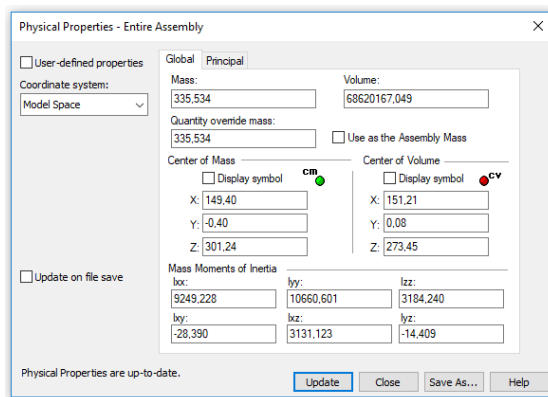 Physical Properties - Entire Assembly
User-defined properties
Coordinate system:
Model Space
Update on file save
Physical Properties are up-to-date.
Global Principal
Mass: Volume:
335,534 68620167,049
Quantity override mass:
335,534 Use as the Assembly Mass
Center of Mass Center of Volume
Display symbol cm Display symbol cv
X: 149,40 X: 151,21
Y: -0,40 Y: 0,08
Z: 301,24 Z: 273,45
Mass Moments of Inertia
Ixx: Iyy: Izz:
9249,228 10660,601 3184,240
Ixy: Ixz: Iyz:
-28,390 3131,123 -14,409
Update Close Save As... Help